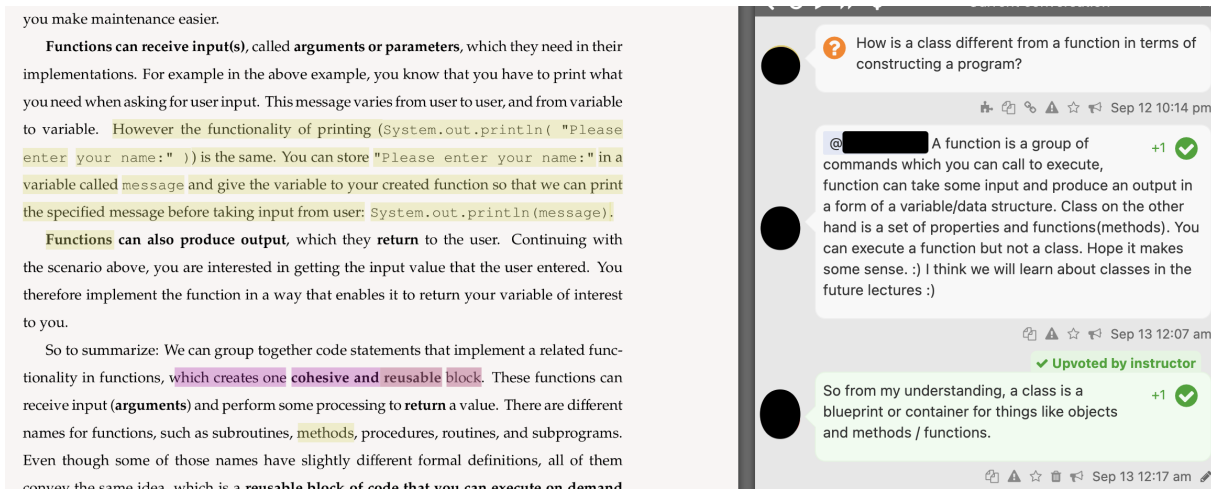 you make maintenance easier.
Functions can receive input(s), called arguments or parameters, which they need in their
implementations. For example in the above example, you know that you have to print what
you need when asking for user input. This message varies from user to user, and from variable
to variable. However the functionality of printing (System.out.println( "Please
enter your name:" )) is the same. You can store "Please enter your name:" in a
variable called message and give the variable to your created function so that we can print
the specified message before taking input from user: System.out.println(message).
Functions can also produce output, which they return to the user. Continuing with
the scenario above, you are interested in getting the input value that the user entered. You
therefore implement the function in a way that enables it to return your variable of interest
to you.
So to summarize: We can group together code statements that implement a related func-
tionality in functions, which creates one cohesive and reusable block. These functions can
receive input (arguments) and perform some processing to return a value. There are different
names for functions, such as subroutines, methods, procedures, routines, and subprograms.
Even though some of those names have slightly different formal definitions, all of them
convey the same idea, which is a reusable block of code that you can execute on demand
How is a class different from a function in terms of
constructing a program?
Sep 12 10:14 pm
@ A function is a group of +1
commands which you can call to execute,
function can take some input and produce an output in
a form of a variable/data structure. Class on the other
hand is a set of properties and functions(methods). You
can execute a function but not a class. Hope it makes
some sense. :) I think we will learn about classes in the
future lectures :)
Sep 13 12:07 am
✓ Upvoted by instructor
So from my understanding, a class is a +1
blueprint or container for things like objects
and methods / functions.
Sep 13 12:17 am